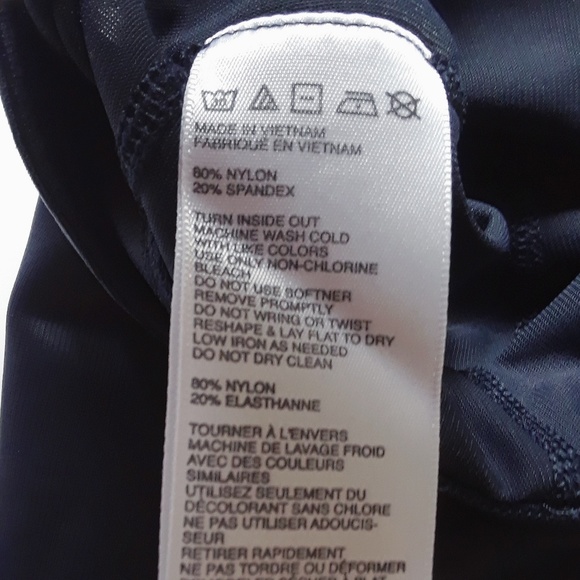 30
MADE IN VIETNAM
FABRIQUÉ EN VIETNAM
80% NYLON
20% SPANDEX
TURN INSIDE OUT
MACHINE WASH COLD
WITH LIKE COLORS
USE ONLY NON-CHLORINE
BLEACH
DO NOT USE SOFTNER
REMOVE PROMPTLY
DO NOT WRING OR TWIST
RESHAPE & LAY FLAT TO DRY
LOW IRON AS NEEDED
DO NOT DRY CLEAN
80% NYLON
20% ELASTHANNE
TOURNER À L'ENVERS
MACHINE DE LAVAGE FROID
AVEC DES COULEURS
SIMILAIRES
UTILISEZ SEULEMENT DU
DÉCOLORANT SANS CHLORE
NE PAS UTILISER ADOUCIS-
SEUR
RETIRER RAPIDEMENT
NE PAS TORDRE OU DÉFORMER